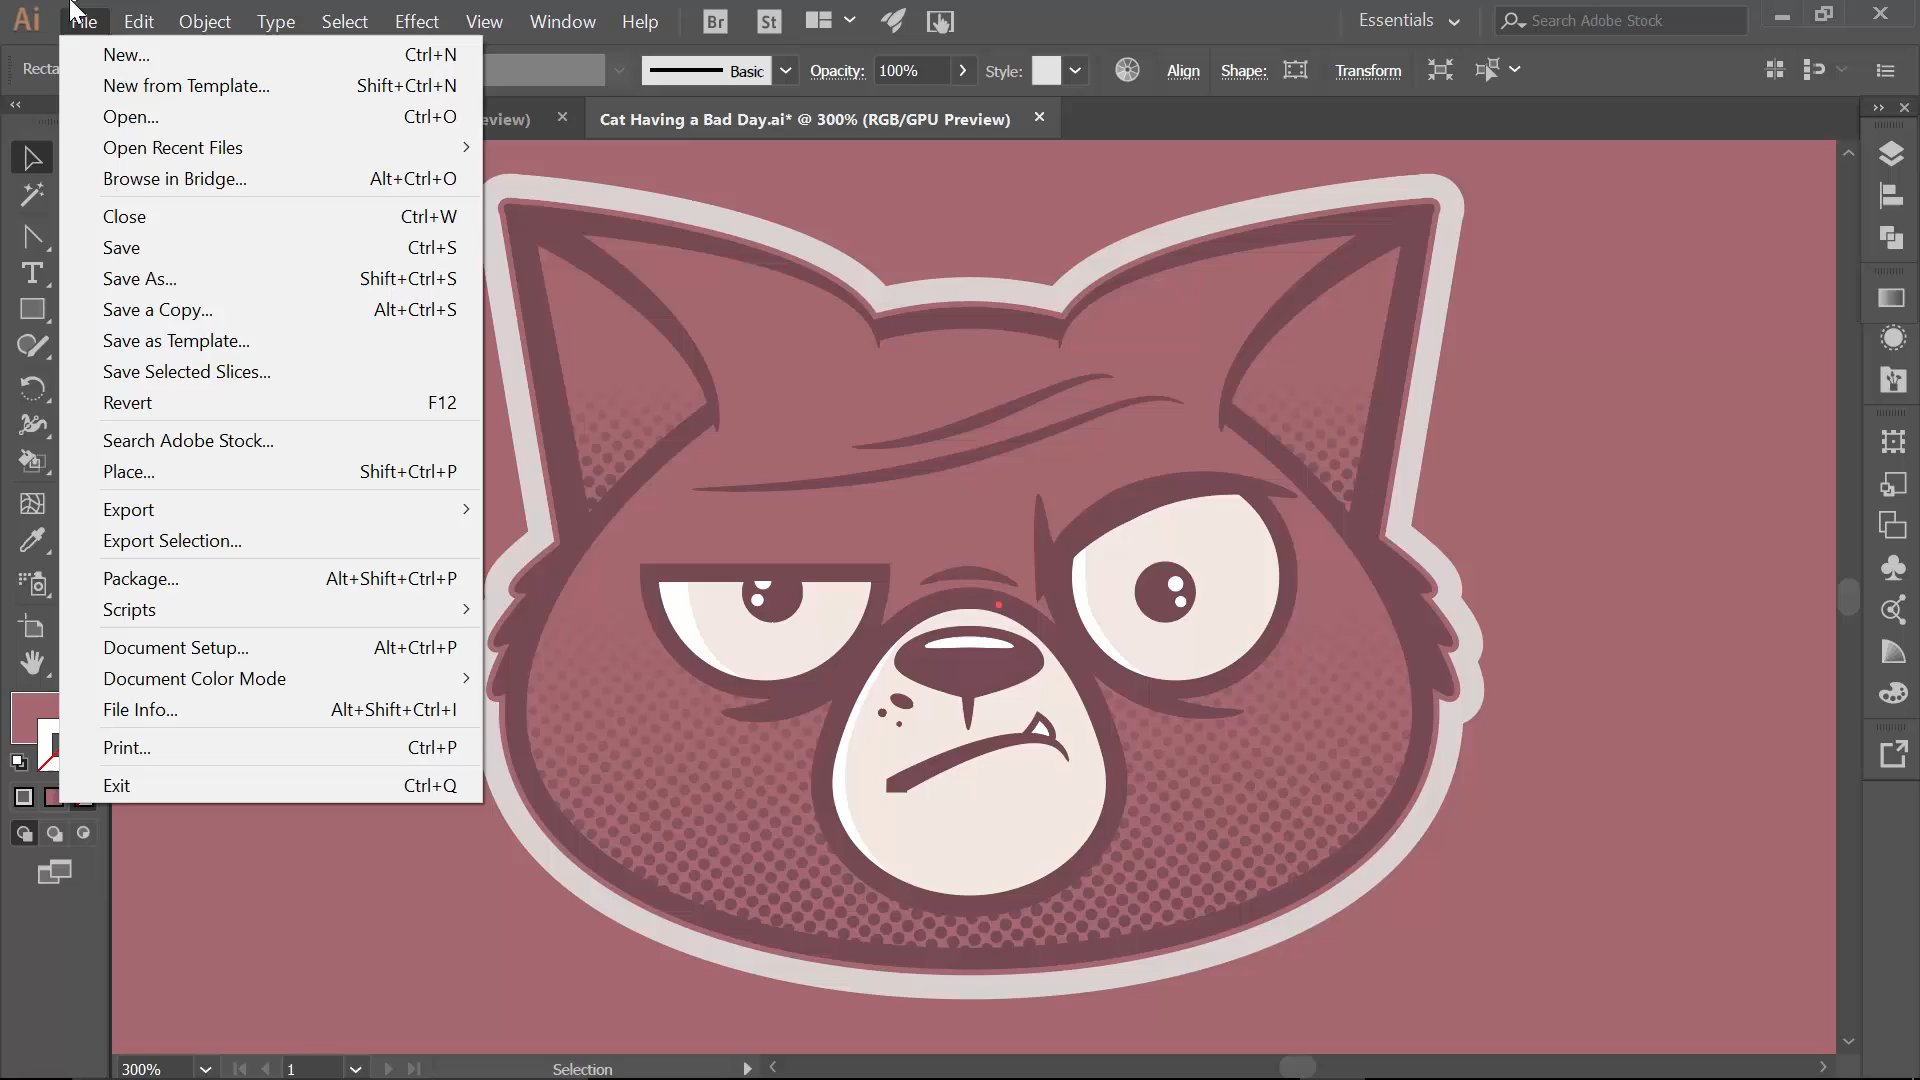 Ai File Edit Object Type Select Effect View Window Help Br St Essentials Search Adobe Stock
Basic Opacity: 100% Style: Align Shape: Transform
Cat Having a Bad Day.ai* @ 300% (RGB/GPU Preview)
New... Ctrl+N
New from Template... Shift+Ctrl+N
Open... Ctrl+O
Open Recent Files
Browse in Bridge... Alt+Ctrl+O
Close Ctrl+W
Save Ctrl+S
Save As... Shift+Ctrl+S
Save a Copy... Alt+Ctrl+S
Save as Template...
Save Selected Slices...
Revert F12
Search Adobe Stock...
Place... Shift+Ctrl+P
Export
Export Selection...
Package... Alt+Shift+Ctrl+P
Scripts
Document Setup... Alt+Ctrl+P
Document Color Mode
File Info... Alt+Shift+Ctrl+I
Print... Ctrl+P
Exit Ctrl+Q
300% 1 Selection